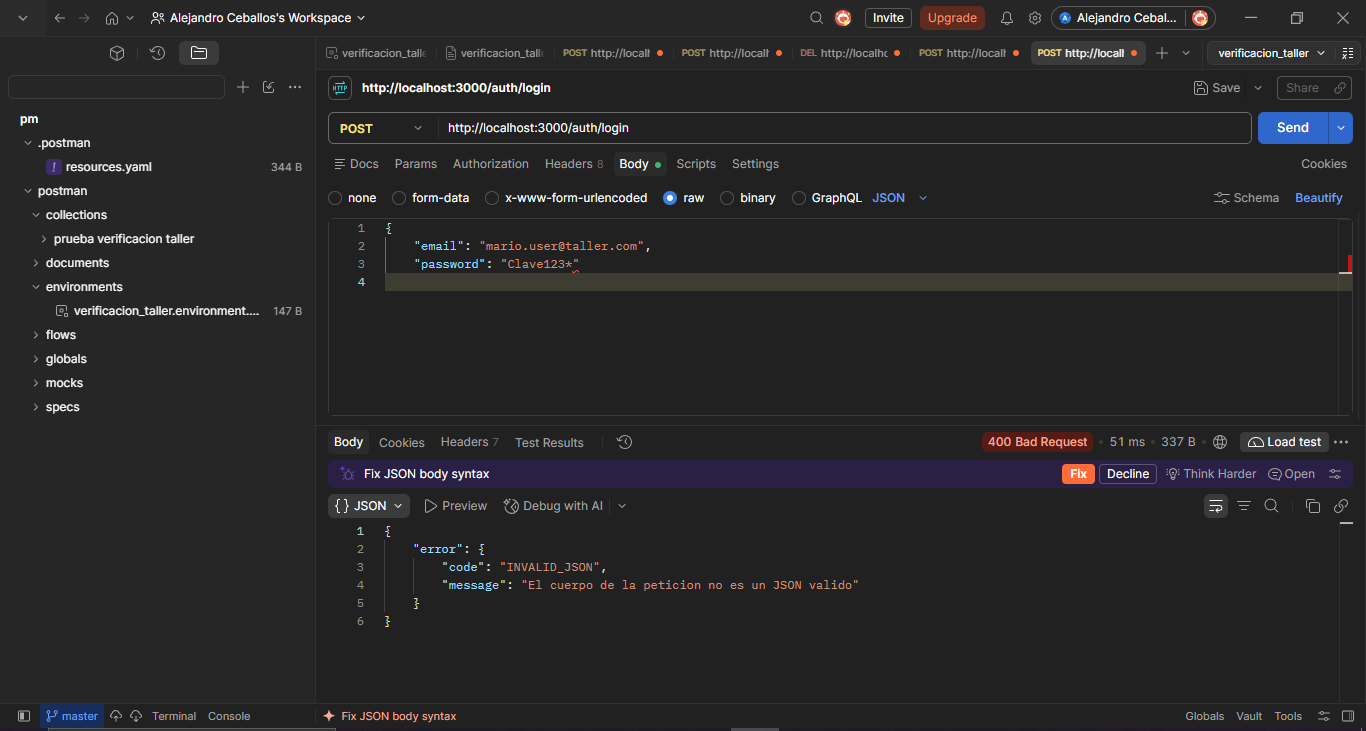 Alejandro Ceballos's Workspace
Invite
Upgrade
Alejandro Cebal...
verificacion_talle
verificacion_talle
POST http://localh
POST http://localh
DEL http://localhc
POST http://localh
POST http://localh
verificacion_taller
HTTP http://localhost:3000/auth/login
Save
Share
POST
http://localhost:3000/auth/login
Send
Docs
Params
Authorization
Headers 8
Body
Scripts
Settings
Cookies
none
form-data
x-www-form-urlencoded
raw
binary
GraphQL
JSON
Schema
Beautify
1 {
2 "email": "mario.user@taller.com",
3 "password": "Clave123*"
4
pm
.postman
! resources.yaml 344 B
postman
collections
prueba verificacion taller
documents
environments
verificacion_taller.environment.... 147 B
flows
globals
mocks
specs
Body
Cookies
Headers 7
Test Results
400 Bad Request
51 ms
337 B
Load test
Fix JSON body syntax
Fix
Decline
Think Harder
Open
{} JSON
Preview
Debug with AI
1 {
2 "error": {
3 "code": "INVALID_JSON",
4 "message": "El cuerpo de la peticion no es un JSON valido"
5 }
6 }
master
Terminal
Console
Fix JSON body syntax
Globals
Vault
Tools